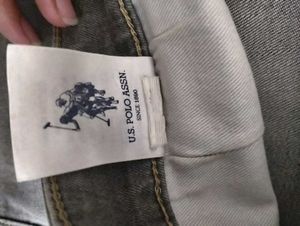 U.S. POLO ASSN.
SINCE 1890